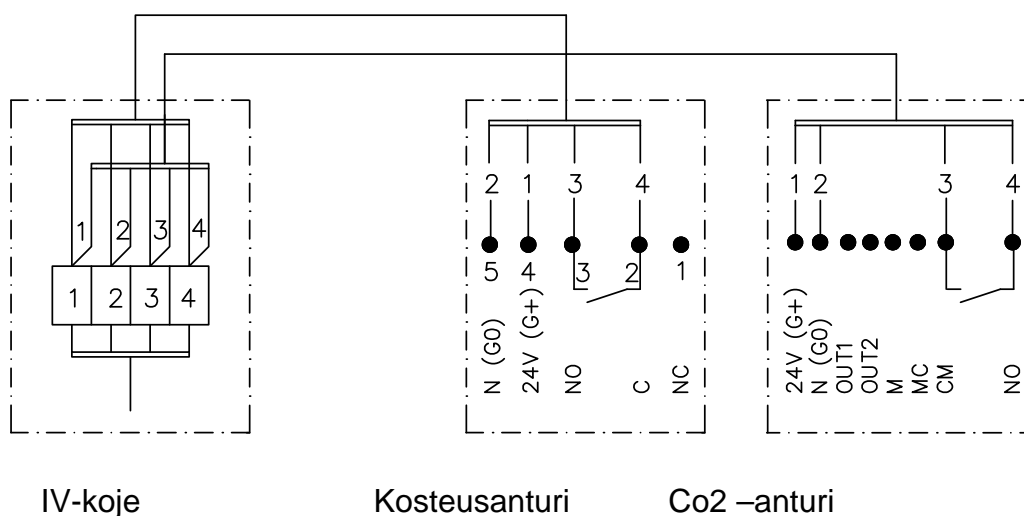 1 2 3 4
1 2 3 4
2 1 3 4
5 4 3 2 1
N (G0)
24V (G+)
NO
C
NC
1 2 3 4
24V (G+)
N (G0)
OUT1
OUT2
M
MC
CM
NO
IV-koje Kosteusanturi Co2 –anturi